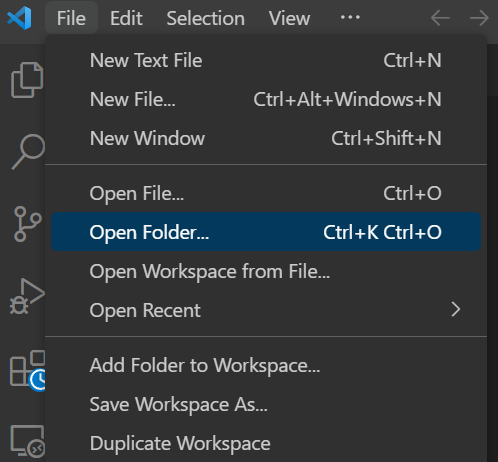 File Edit Selection View ...
New Text File Ctrl+N
New File... Ctrl+Alt+Windows+N
New Window Ctrl+Shift+N
Open File... Ctrl+O
Open Folder... Ctrl+K Ctrl+O
Open Workspace from File...
Open Recent
Add Folder to Workspace...
Save Workspace As...
Duplicate Workspace